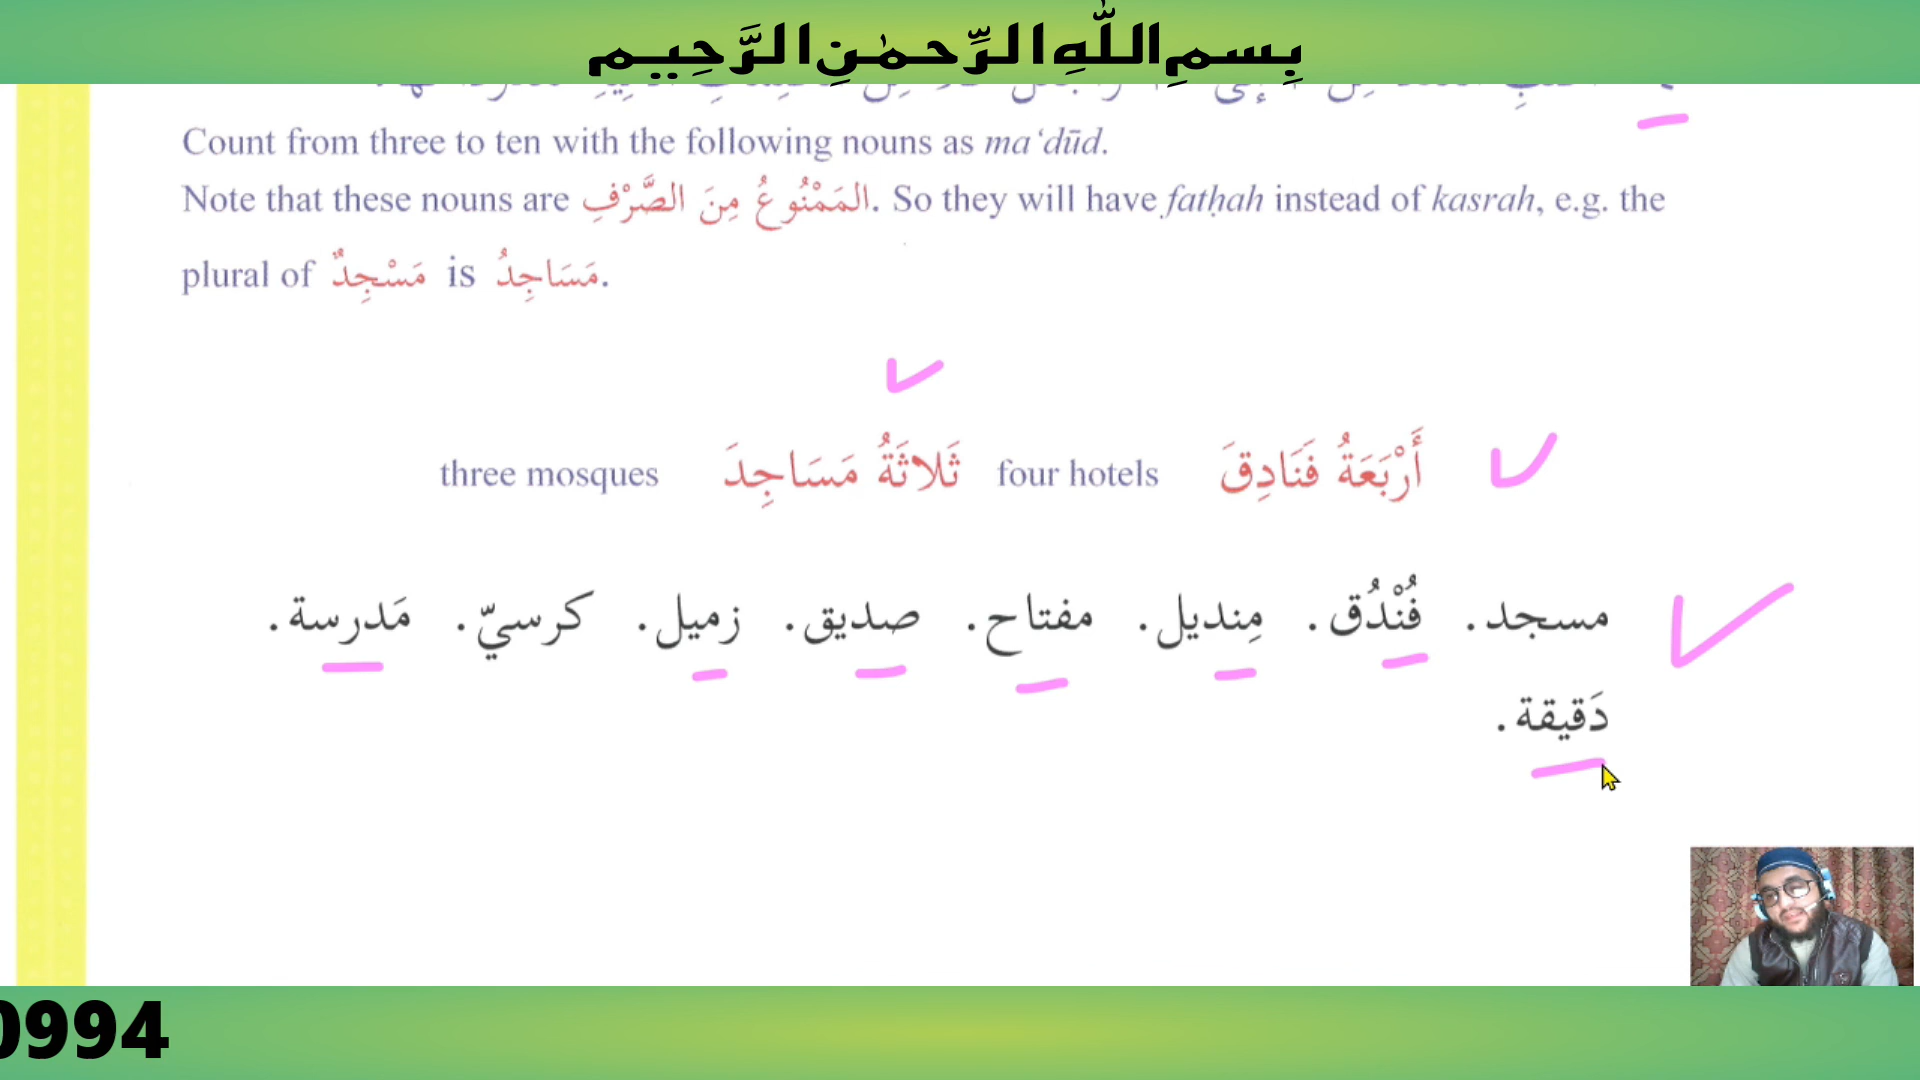 بِسمِ اللّٰهِ الرَّحمٰنِ الرَّحِيم
Count from three to ten with the following nouns as ma‘dūd.
Note that these nouns are المَمْنُوعُ مِنَ الصَّرْفِ. So they will have fatḥah instead of kasrah, e.g. the
plural of مَسْجِدٌ is مَسَاجِدُ.
three mosques ثَلاثَةُ مَسَاجِدَ four hotels أَرْبَعَةُ فَنَادِقَ
مسجد. فُنْدُق. مِنديل. مفتاح. صديق. زميل. كرسيّ. مَدرسة.
دَقيقة.
0994